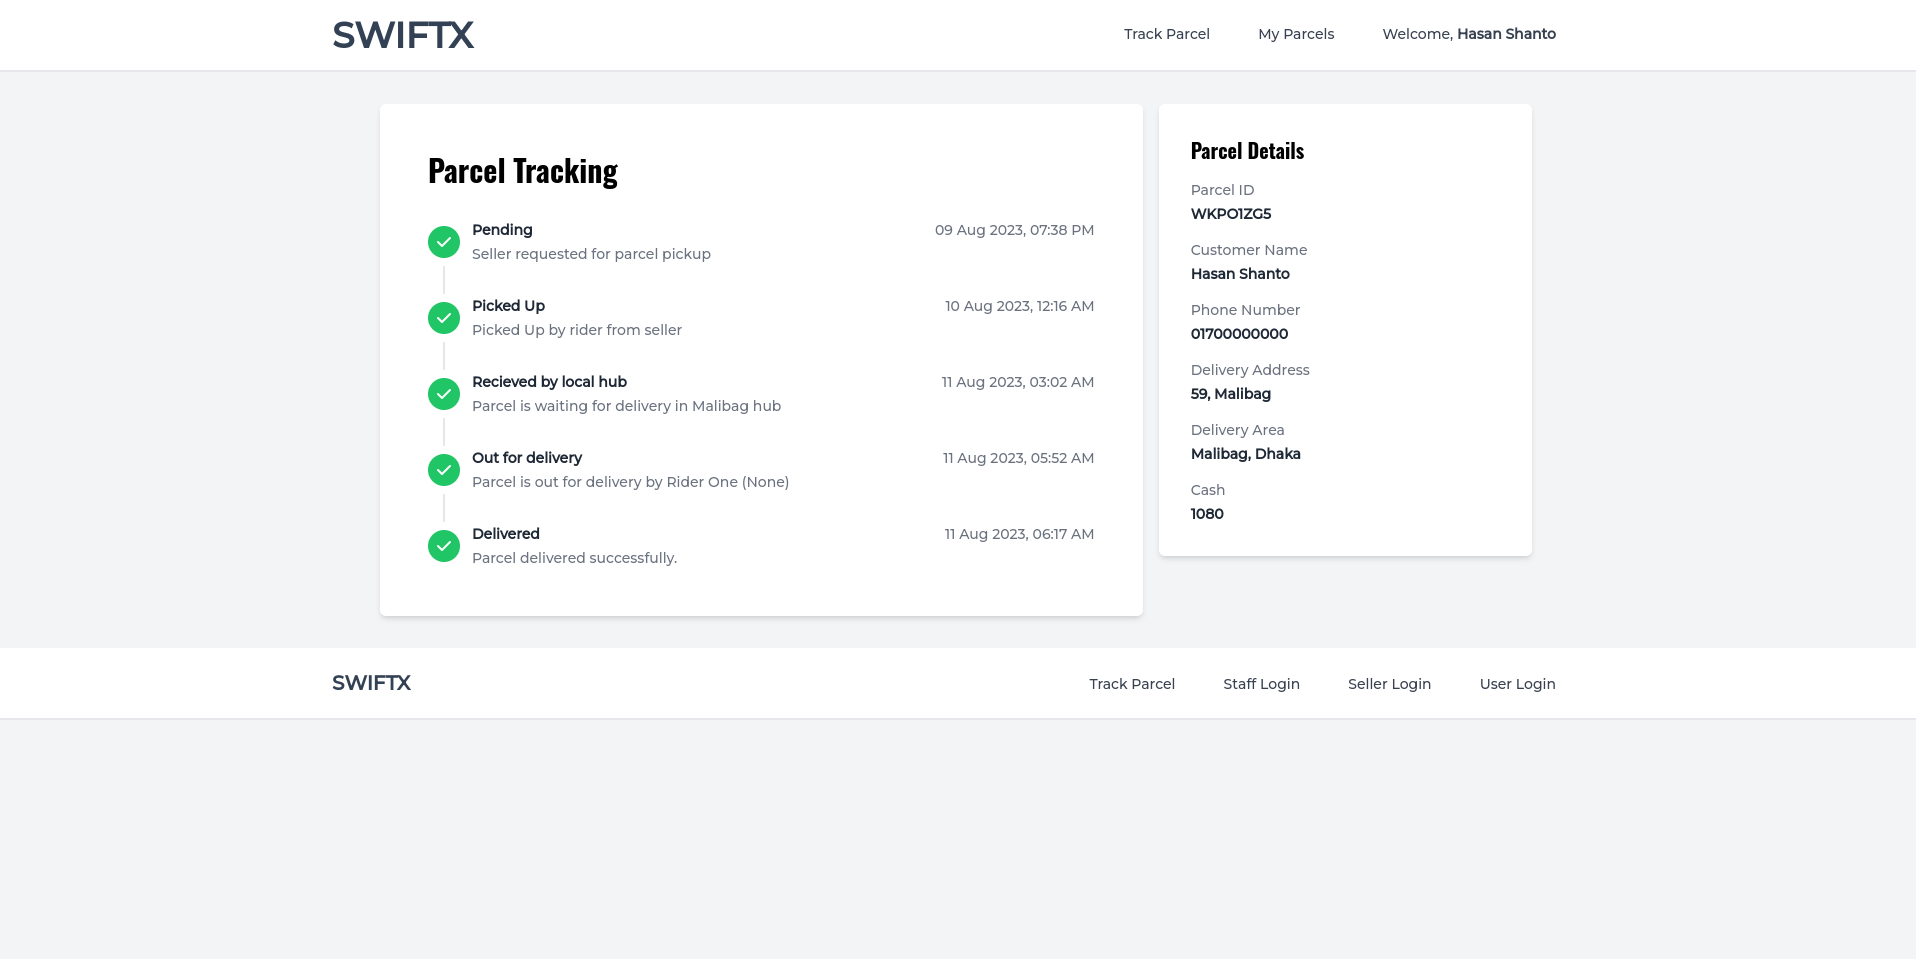 SWIFTX
Track Parcel My Parcels Welcome, Hasan Shanto
Parcel Tracking
Pending 09 Aug 2023, 07:38 PM
Seller requested for parcel pickup
Picked Up 10 Aug 2023, 12:16 AM
Picked Up by rider from seller
Recieved by local hub 11 Aug 2023, 03:02 AM
Parcel is waiting for delivery in Malibag hub
Out for delivery 11 Aug 2023, 05:52 AM
Parcel is out for delivery by Rider One (None)
Delivered 11 Aug 2023, 06:17 AM
Parcel delivered successfully.
Parcel Details
Parcel ID
WKPO1ZG5
Customer Name
Hasan Shanto
Phone Number
01700000000
Delivery Address
59, Malibag
Delivery Area
Malibag, Dhaka
Cash
1080
SWIFTX
Track Parcel Staff Login Seller Login User Login